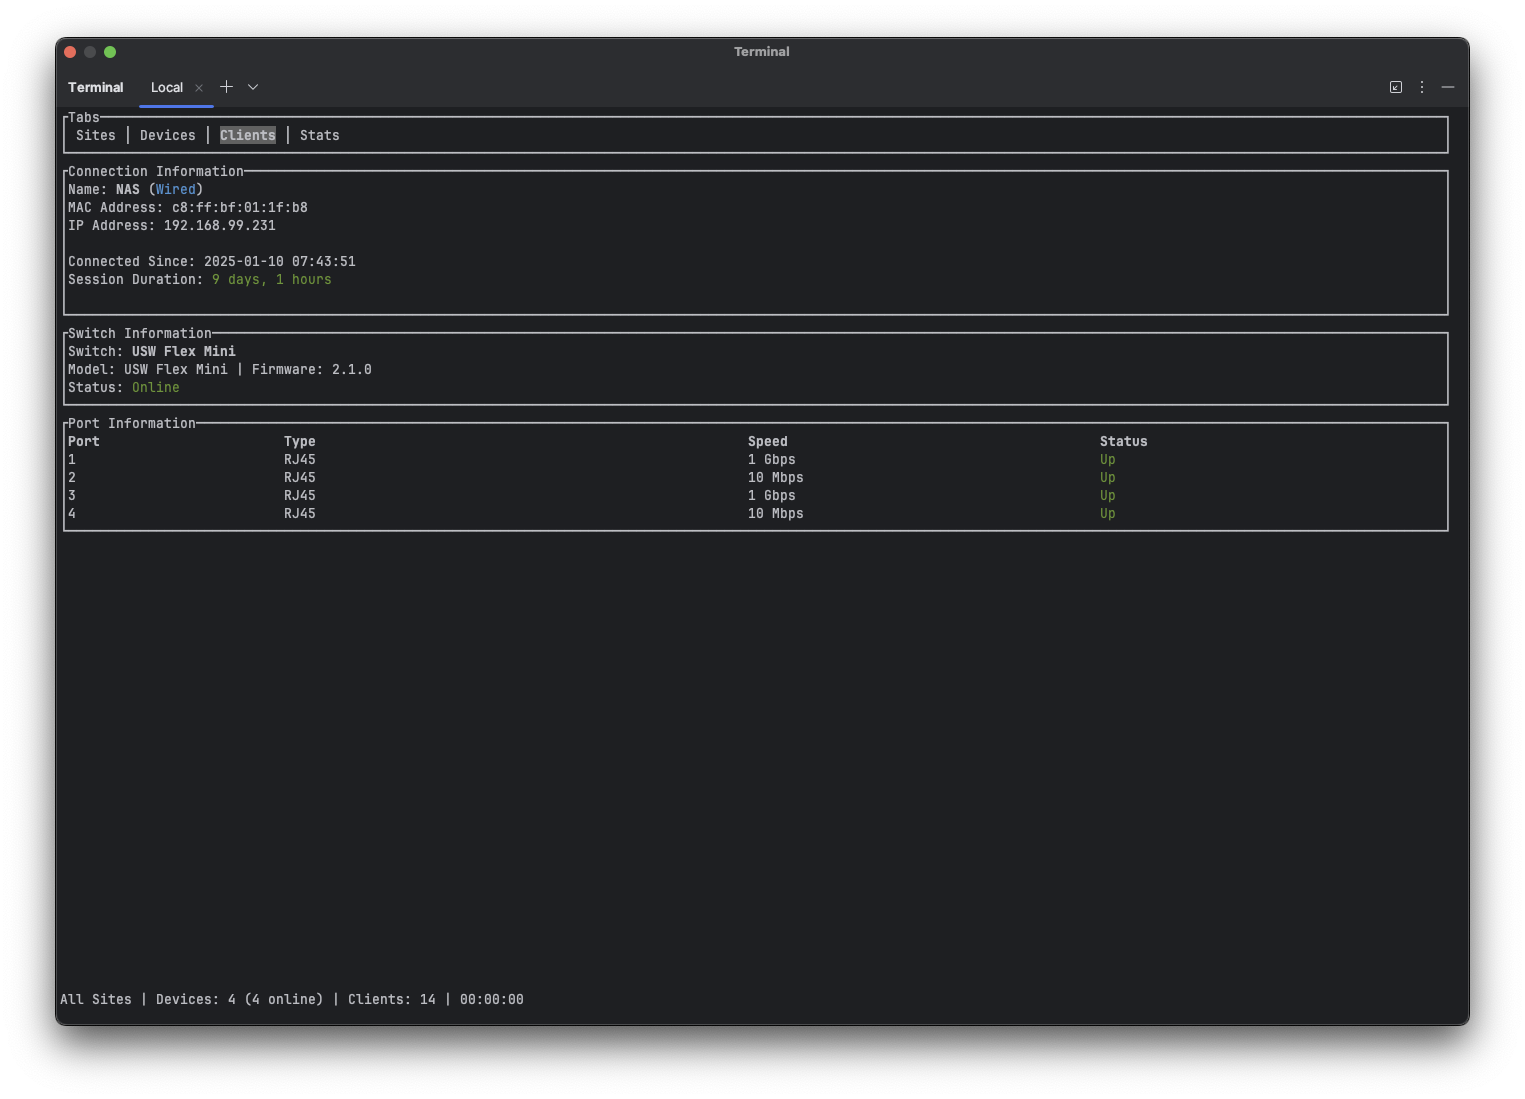 Terminal
Terminal Local
Tabs
Sites | Devices | Clients | Stats
Connection Information
Name: NAS (Wired)
MAC Address: c8:ff:bf:01:1f:b8
IP Address: 192.168.99.231
Connected Since: 2025-01-10 07:43:51
Session Duration: 9 days, 1 hours
Switch Information
Switch: USW Flex Mini
Model: USW Flex Mini | Firmware: 2.1.0
Status: Online
Port Information
Port Type Speed Status
1 RJ45 1 Gbps Up
2 RJ45 10 Mbps Up
3 RJ45 1 Gbps Up
4 RJ45 10 Mbps Up
All Sites | Devices: 4 (4 online) | Clients: 14 | 00:00:00